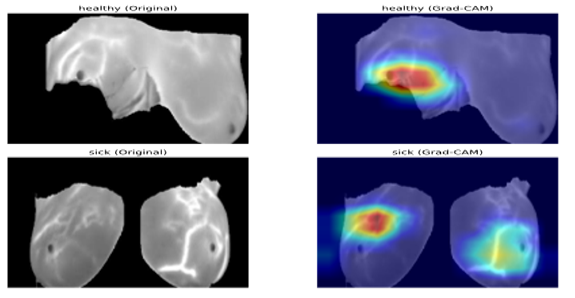 healthy (Original)
healthy (Grad-CAM)
sick (Original)
sick (Grad-CAM)